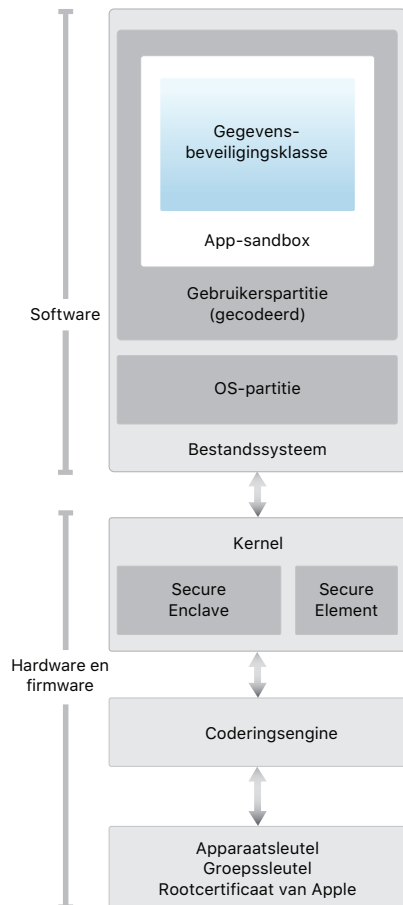 Gegevens-
beveiligingsklasse
App-sandbox
Gebruikerspartitie
(gecodeerd)
Software
OS-partitie
Bestandssysteem
Kernel
Secure
Enclave
Secure
Element
Hardware en
firmware
Coderingsengine
Apparaatsleutel
Groepssleutel
Rootcertificaat van Apple